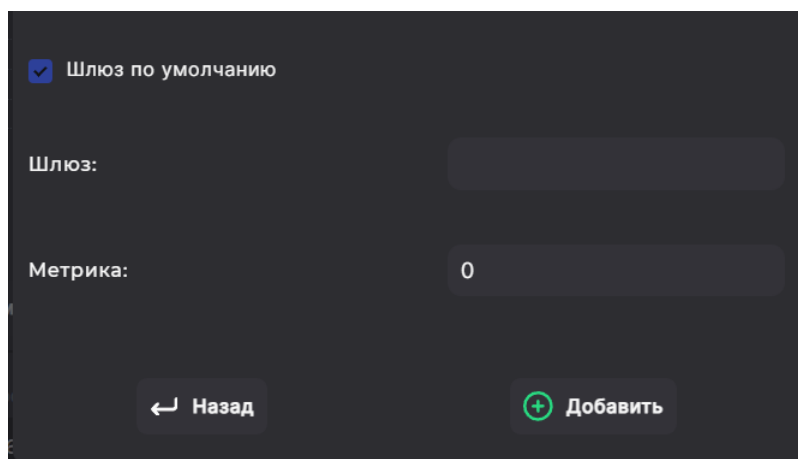 Шлюз по умолчанию
Шлюз:
Метрика:
0
Назад
Добавить